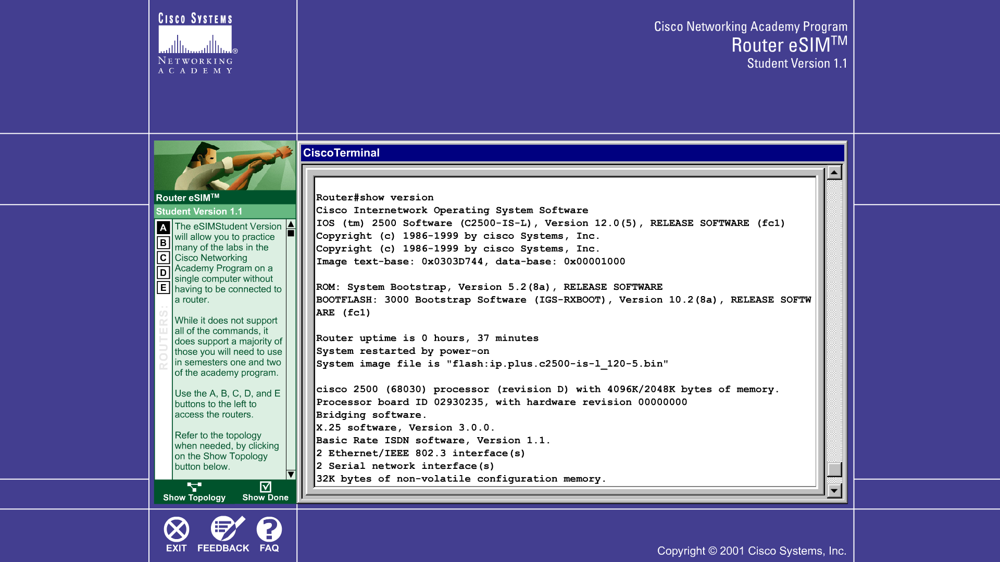 CISCO SYSTEMS
®
NETWORKING
ACADEMY
Cisco Networking Academy Program
Router eSIM™
Student Version 1.1
Router eSIM™
Student Version 1.1
A
B
C
D
E
ROUTERS:
The eSIMStudent Version
will allow you to practice
many of the labs in the
Cisco Networking
Academy Program on a
single computer without
having to be connected to
a router.
While it does not support
all of the commands, it
does support a majority of
those you will need to use
in semesters one and two
of the academy program.
Use the A, B, C, D, and E
buttons to the left to
access the routers.
Refer to the topology
when needed, by clicking
on the Show Topology
button below.
Show Topology
Show Done
CiscoTerminal
Router#show version
Cisco Internetwork Operating System Software
IOS (tm) 2500 Software (C2500-IS-L), Version 12.0(5), RELEASE SOFTWARE (fc1)
Copyright (c) 1986-1999 by cisco Systems, Inc.
Copyright (c) 1986-1999 by cisco Systems, Inc.
Image text-base: 0x0303D744, data-base: 0x00001000
ROM: System Bootstrap, Version 5.2(8a), RELEASE SOFTWARE
BOOTFLASH: 3000 Bootstrap Software (IGS-RXBOOT), Version 10.2(8a), RELEASE SOFTW
ARE (fc1)
Router uptime is 0 hours, 37 minutes
System restarted by power-on
System image file is "flash:ip.plus.c2500-is-l_120-5.bin"
cisco 2500 (68030) processor (revision D) with 4096K/2048K bytes of memory.
Processor board ID 02930235, with hardware revision 00000000
Bridging software.
X.25 software, Version 3.0.0.
Basic Rate ISDN software, Version 1.1.
2 Ethernet/IEEE 802.3 interface(s)
2 Serial network interface(s)
32K bytes of non-volatile configuration memory.
EXIT
FEEDBACK
FAQ
Copyright © 2001 Cisco Systems, Inc.